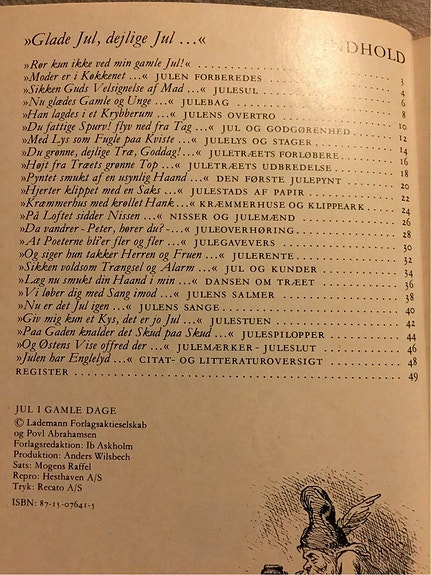 »Glade Jul, dejlige Jul ...« INDHOLD
»Rør kun ikke ved min gamle Jul!« 3
»Moder er i Køkkenet ...« JULEN FORBEREDES 4
»Sikken Guds Velsignelse af Mad ...« JULESUL 6
»Nu glædes Gamle og Unge ...« JULEBAG 8
»Han lagdes i et Krybberum ...« JULENS OVERTRO 10
»Du fattige Spurv! flyv ned fra Tag ...« JUL OG GODGØRENHED 12
»Med Lys som Fugle paa Kviste ...« JULELYS OG STAGER 14
»Du grønne, dejlige Træ, Goddag!...« JULETRÆETS FORLØBERE 16
»Højt fra Træets grønne Top ...« JULETRÆETS UDBREDELSE 18
»Pyntet smukt af en usynlig Haand ...« DEN FØRSTE JULEPYNT 20
»Hjerter klippet med en Saks ...« JULESTADS AF PAPIR 22
»Kræmmerhus med krøllet Hank...« KRÆMMERHUSE OG KLIPPEARK 24
»På Loftet sidder Nissen ...« NISSER OG JULEMÆND 26
»Da vandrer - Peter, hører du? - ...« JULEOVERHØRING 28
»At Poeterne bli'er fler og fler ...« JULEGAVEVERS 30
»Og siger hun takker Herren og Fruen ...« JULERENTE 32
»Sikken voldsom Trængsel og Alarm ...« JUL OG KUNDER 34
»Læg nu smukt din Haand i min ...« DANSEN OM TRÆET 36
»Vi løber dig med Sang imod ...« JULENS SALMER 38
»Nu er det Jul igen ...« JULENS SANGE 40
»Giv mig kun et Kys, det er jo Jul ...« JULESTUEN 42
»Paa Gaden knalder det Skud paa Skud ...« JULESPILOPPER 44
»Og Østens Vise offred der ...« JULEMÆRKER - JULESLUT 46
»Julen har Englelyd ...« CITAT- OG LITTERATUROVERSIGT 48
REGISTER 49
JUL I GAMLE DAGE
© Lademann Forlagsaktieselskab
og Povl Abrahamsen
Forlagsredaktion: Ib Askholm
Produktion: Anders Wilsbech
Sats: Mogens Raffel
Repro: Hesthaven A/S
Tryk: Recato A/S
ISBN: 87-15-07641-5